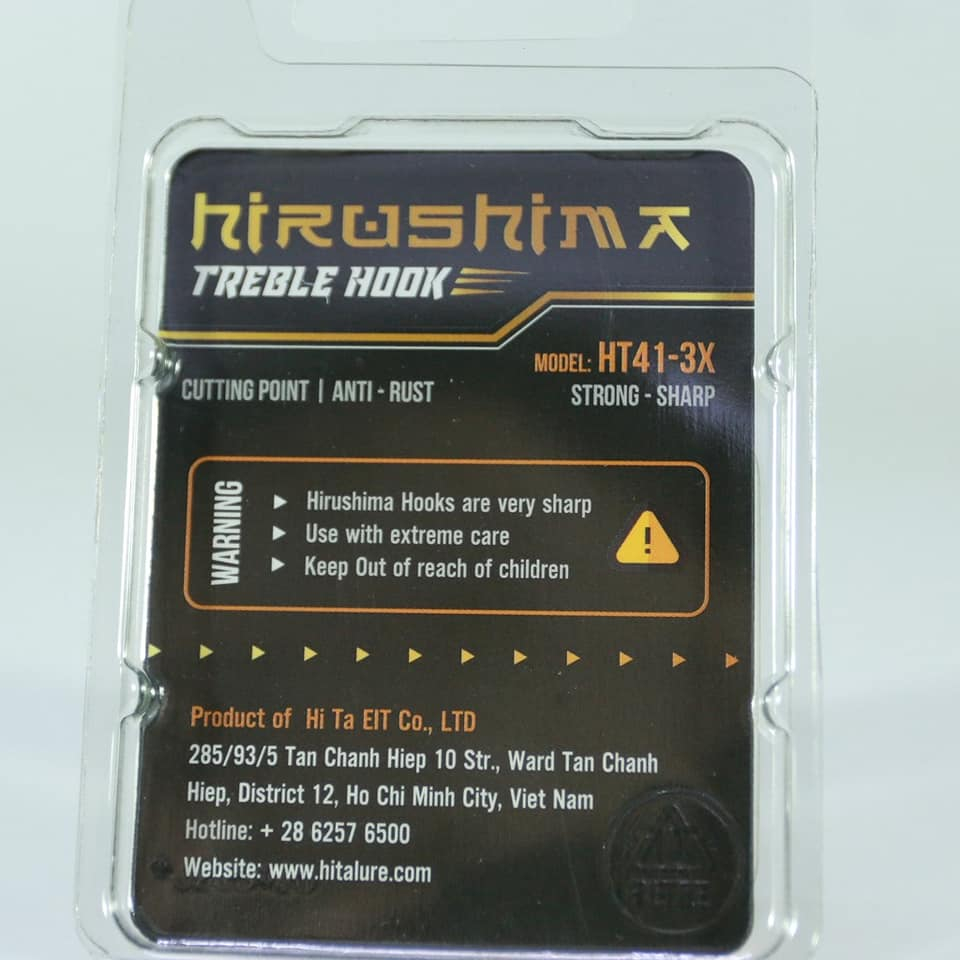 hirushima
TREBLE HOOK
MODEL: HT41-3X
CUTTING POINT | ANTI - RUST
STRONG - SHARP
WARNING
Hirushima Hooks are very sharp
Use with extreme care
Keep Out of reach of children
Product of Hi Ta EIT Co., LTD
285/93/5 Tan Chanh Hiep 10 Str., Ward Tan Chanh
Hiep, District 12, Ho Chi Minh City, Viet Nam
Hotline: + 28 6257 6500
Website: www.hitalure.com